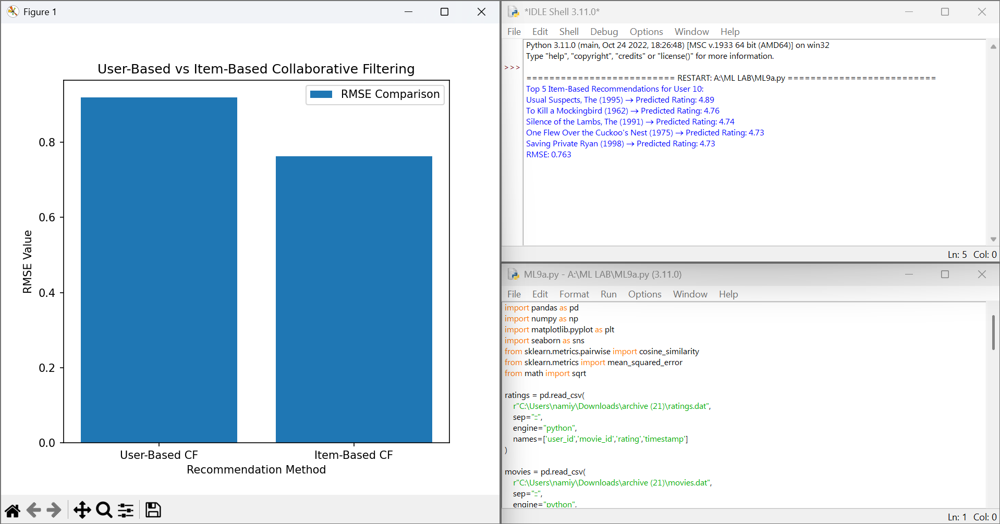 Figure 1
User-Based vs Item-Based Collaborative Filtering
RMSE Comparison
0.8
0.6
0.4
0.2
0.0
RMSE Value
User-Based CF Item-Based CF
Recommendation Method
*IDLE Shell 3.11.0*
File Edit Shell Debug Options Window Help
Python 3.11.0 (main, Oct 24 2022, 18:26:48) [MSC v.1933 64 bit (AMD64)] on win32
Type "help", "copyright", "credits" or "license()" for more information.
>>>
========================== RESTART: A:\ML LAB\ML9a.py ==========================
Top 5 Item-Based Recommendations for User 10:
Usual Suspects, The (1995) → Predicted Rating: 4.89
To Kill a Mockingbird (1962) → Predicted Rating: 4.76
Silence of the Lambs, The (1991) → Predicted Rating: 4.74
One Flew Over the Cuckoo's Nest (1975) → Predicted Rating: 4.73
Saving Private Ryan (1998) → Predicted Rating: 4.73
RMSE: 0.763
Ln: 5 Col: 0
ML9a.py - A:\ML LAB\ML9a.py (3.11.0)
File Edit Format Run Options Window Help
import pandas as pd
import numpy as np
import matplotlib.pyplot as plt
import seaborn as sns
from sklearn.metrics.pairwise import cosine_similarity
from sklearn.metrics import mean_squared_error
from math import sqrt
ratings = pd.read_csv(
r"C:\Users\namiy\Downloads\archive (21)\ratings.dat",
sep="::",
engine="python",
names=['user_id','movie_id','rating','timestamp']
)
movies = pd.read_csv(
r"C:\Users\namiy\Downloads\archive (21)\movies.dat",
sep="::",
engine="python",
Ln: 1 Col: 0